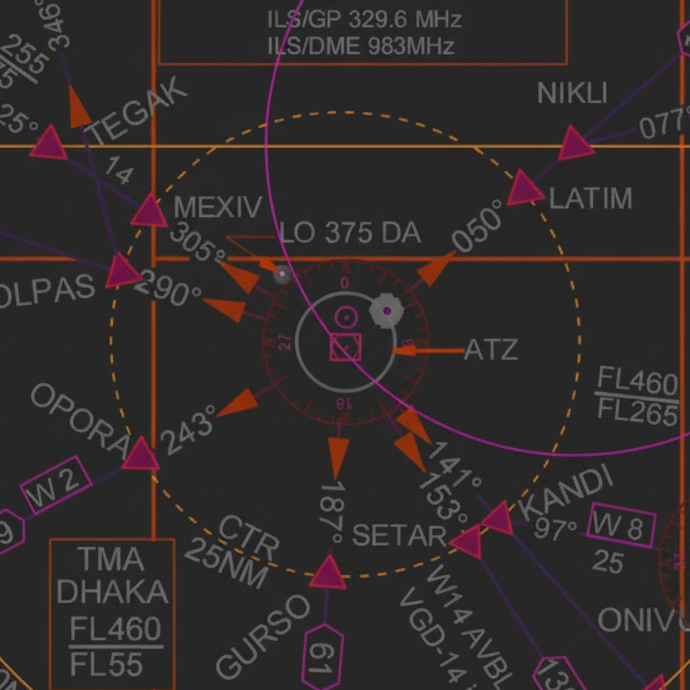 ILS/GP 329.6 MHz
ILS/DME 983MHz
346°
255
TEGAK
14
NIKLI
077°
LATIM
MEXIV
305°
LO 375 DA
050°
OLPAS
290°
0
27
18
ATZ
FL460
FL265
OPORA
243°
W 2
9
187°
141°
153°
KANDI
97°
W 8
25
SETAR
CTR
25NM
TMA
DHAKA
FL460
FL55
GURSO
61
W14 AVBL
VGD-14
ONIV
13